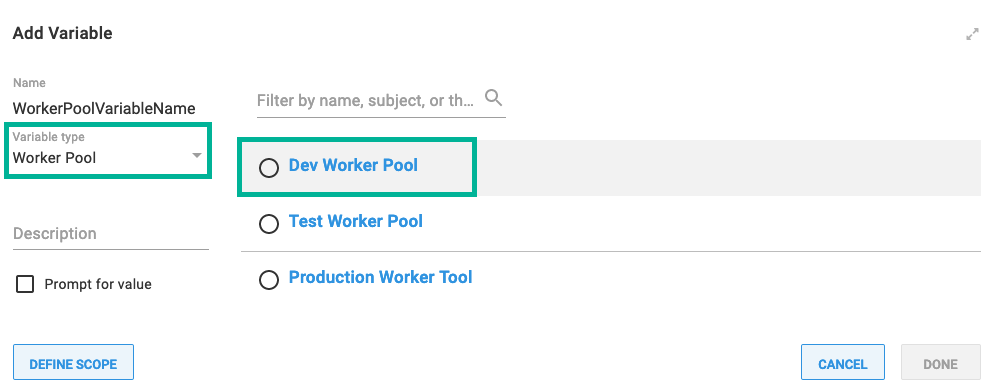 Add Variable
Name
WorkerPoolVariableName
Variable type
Worker Pool
Description
Prompt for value
Filter by name, subject, or th...
Dev Worker Pool
Test Worker Pool
Production Worker Tool
DEFINE SCOPE
CANCEL
DONE